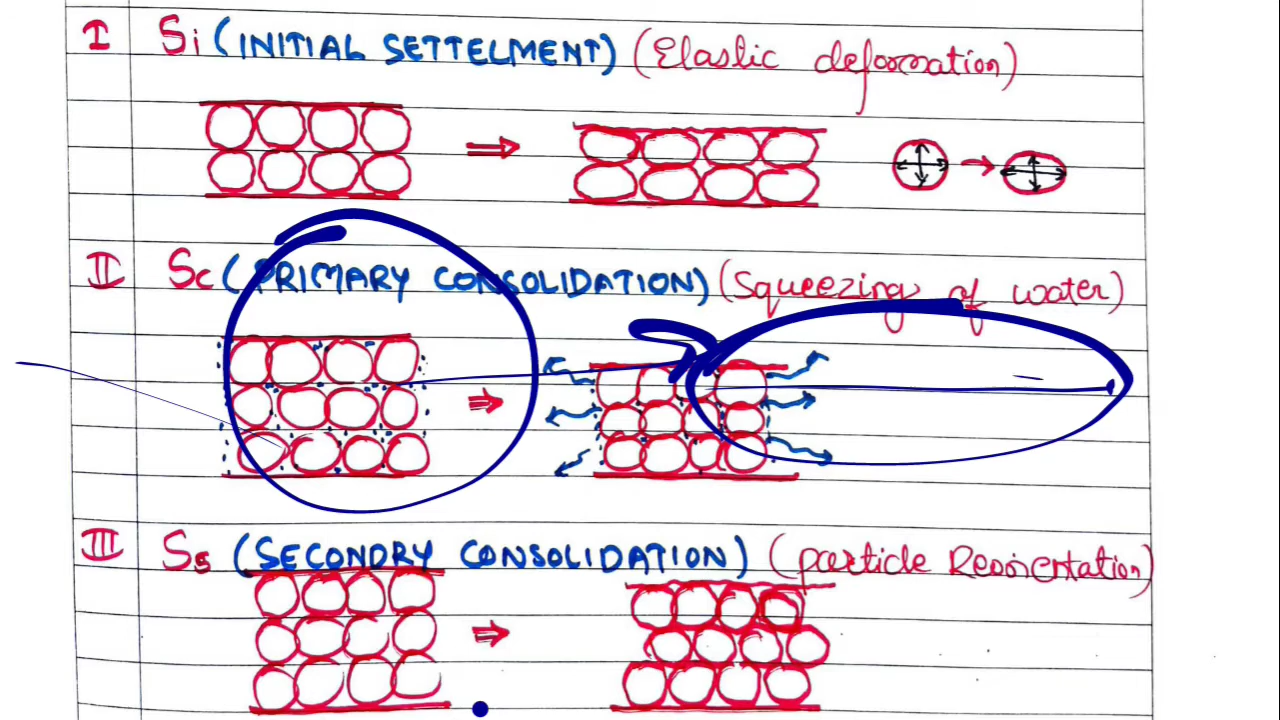 I Si (INITIAL SETTELMENT) (Elastic deformation)
II Sc (PRIMARY CONSOLIDATION) (Squeezing of water)
III Ss (SECONDRY CONSOLIDATION) (particle Reorientation)